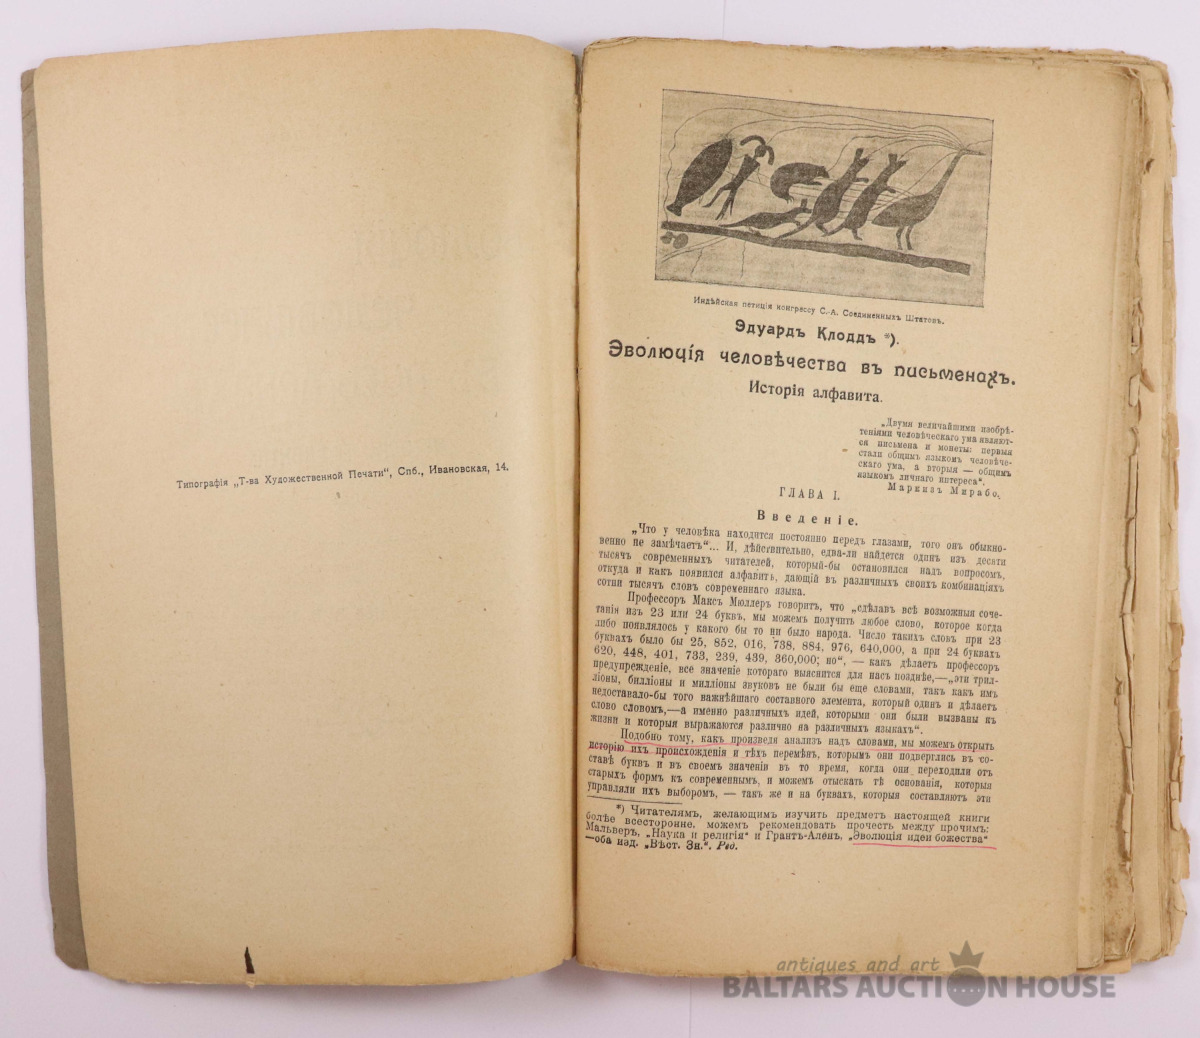 Типографія „Т-ва Художественной Печати“, Спб., Ивановская, 14.
Индѣйская петиція конгрессу С.-А. Соединенныхъ Штатовъ.
Эдуардъ Клоддъ *).
Эволюція человѣчества въ письменахъ.
Исторія алфавита.
„Двумя величайшими изобрѣ-
теніями человѣческаго ума являют-
ся письмена и монеты: первыя
стали общимъ языкомъ человѣче-
скаго ума, а вторыя — общимъ
языкомъ личнаго интереса“.
Маркизъ Мирабо.
ГЛАВА I.
Введеніе.
„Что у человѣка находится постоянно передъ глазами, того онъ обыкно-
венно не замѣчаетъ“... И, дѣйствительно, едва-ли найдется одинъ изъ десяти
тысячъ современныхъ читателей, который-бы остановился надъ вопросомъ,
откуда и какъ появился алфавитъ, дающій въ различныхъ своихъ комбинаціяхъ
сотни тысячъ словъ современнаго языка.
Профессоръ Максъ Мюллеръ говоритъ, что „сдѣлавъ всѣ возможныя соче-
танія изъ 23 или 24 буквъ, мы можемъ получить любое слово, которое когда
либо появлялось у какого бы то ни было народа. Число такихъ словъ при 23
буквахъ было бы 25, 852, 016, 738, 884, 976, 640,000, а при 24 буквахъ
620, 448, 401, 733, 239, 439, 360,000; но“, — какъ дѣлаетъ профессоръ
предупрежденіе, все значеніе котораго выяснится для насъ позднѣе,—„эти трил-
ліоны, билліоны и милліоны звуковъ не были бы еще словами, такъ какъ имъ
недоставало-бы того важнѣйшаго составного элемента, который одинъ и дѣлаетъ
слово словомъ,—а именно различныхъ идей, которыми они были вызваны къ
жизни и которыя выражаются различно на различныхъ языкахъ“.
Подобно тому, какъ произведя анализъ надъ словами, мы можемъ открыть
исторію ихъ происхожденія и тѣхъ перемѣнъ, которымъ они подверглись въ со-
ставѣ буквъ и въ своемъ значеніи въ то время, когда они переходили отъ
старыхъ формъ къ современнымъ, и можемъ отыскать тѣ основанія, которыя
управляли ихъ выборомъ, — такъ же и на буквахъ, которыя составляютъ эти
*) Читателямъ, желающимъ изучить предметъ настоящей книги
болѣе всесторонне, можемъ рекомендовать прочесть между прочимъ:
Мальверъ, „Наука и религія“ и Грантъ-Аленъ, „Эволюція идеи божества“
—оба изд. „Вѣст. Зн.“. Ред.
antiques and art
BALTARS AUCTION HOUSE